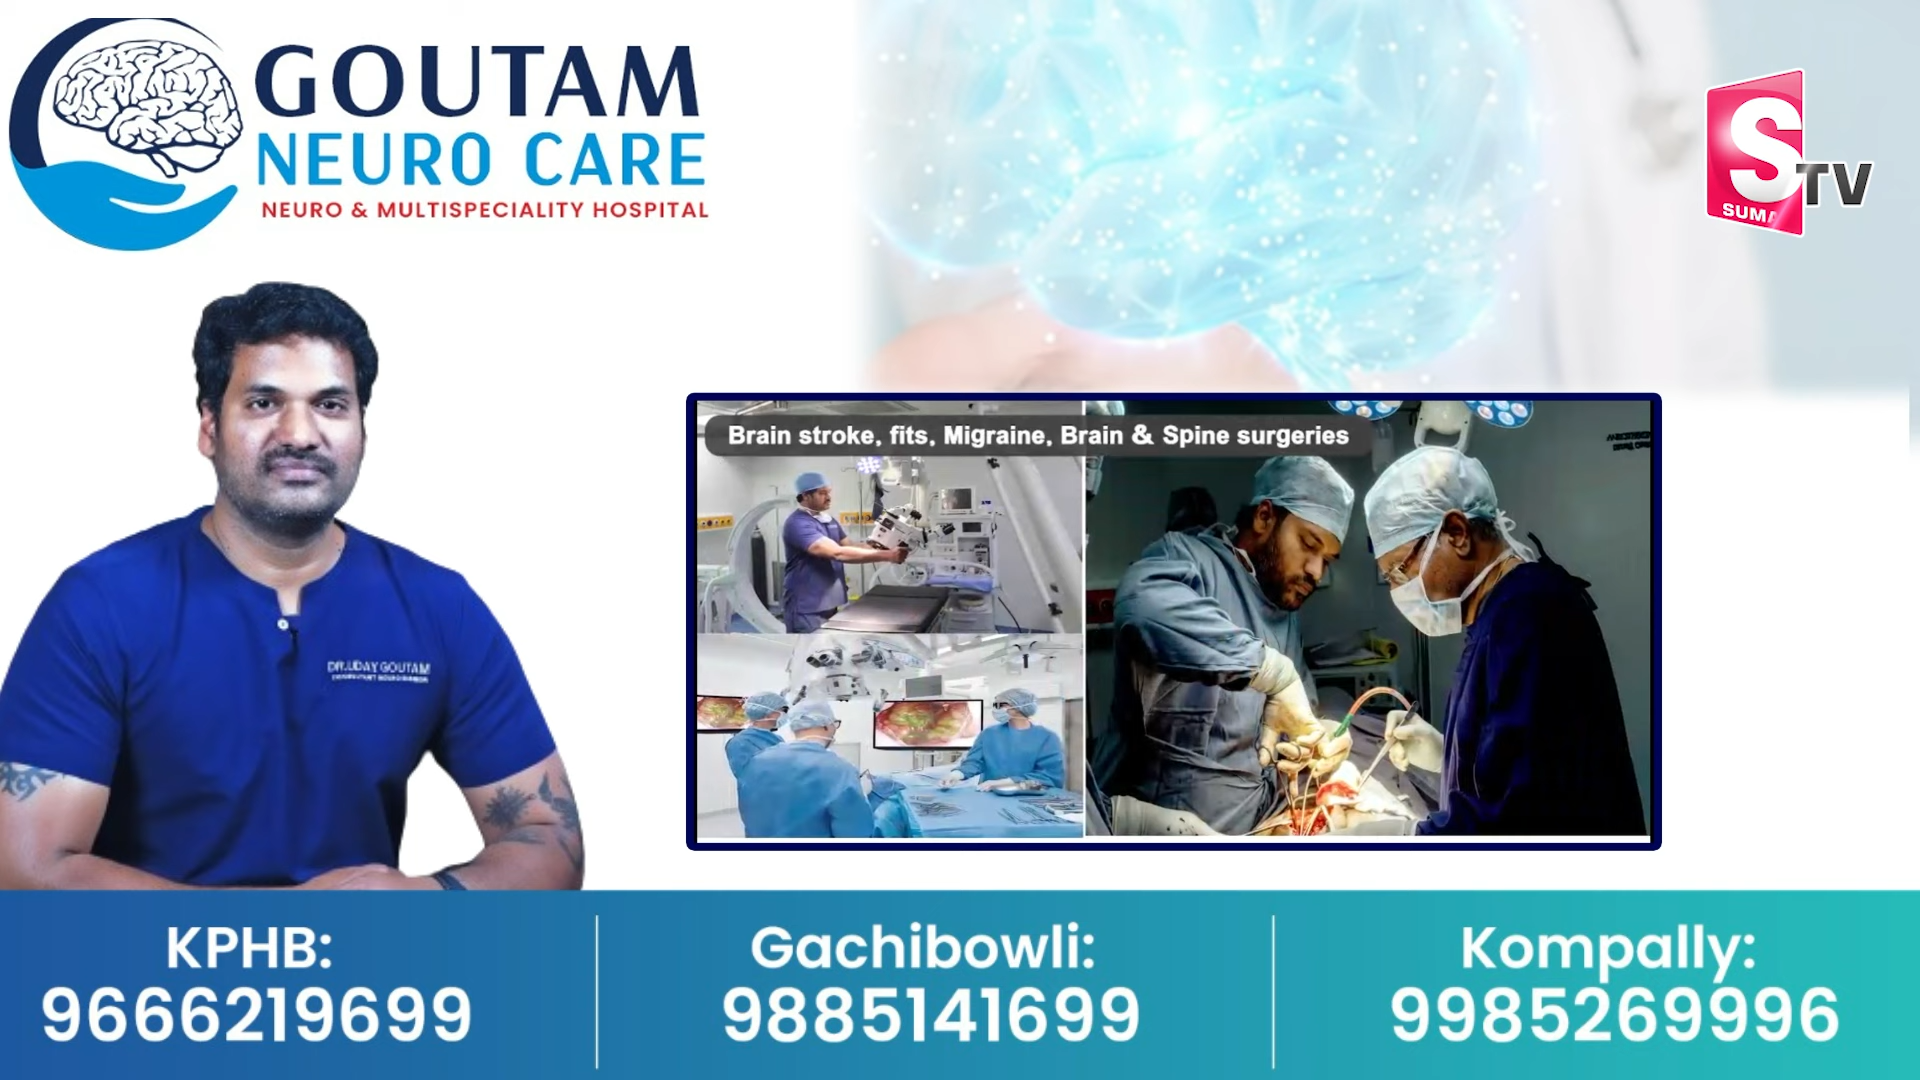 GOUTAM
NEURO CARE
NEURO & MULTISPECIALITY HOSPITAL
S TV
SUMA
DR.UDAY GOUTAM
Brain stroke, fits, Migraine, Brain & Spine surgeries
KPHB:
9666219699
Gachibowli:
9885141699
Kompally:
9985269996